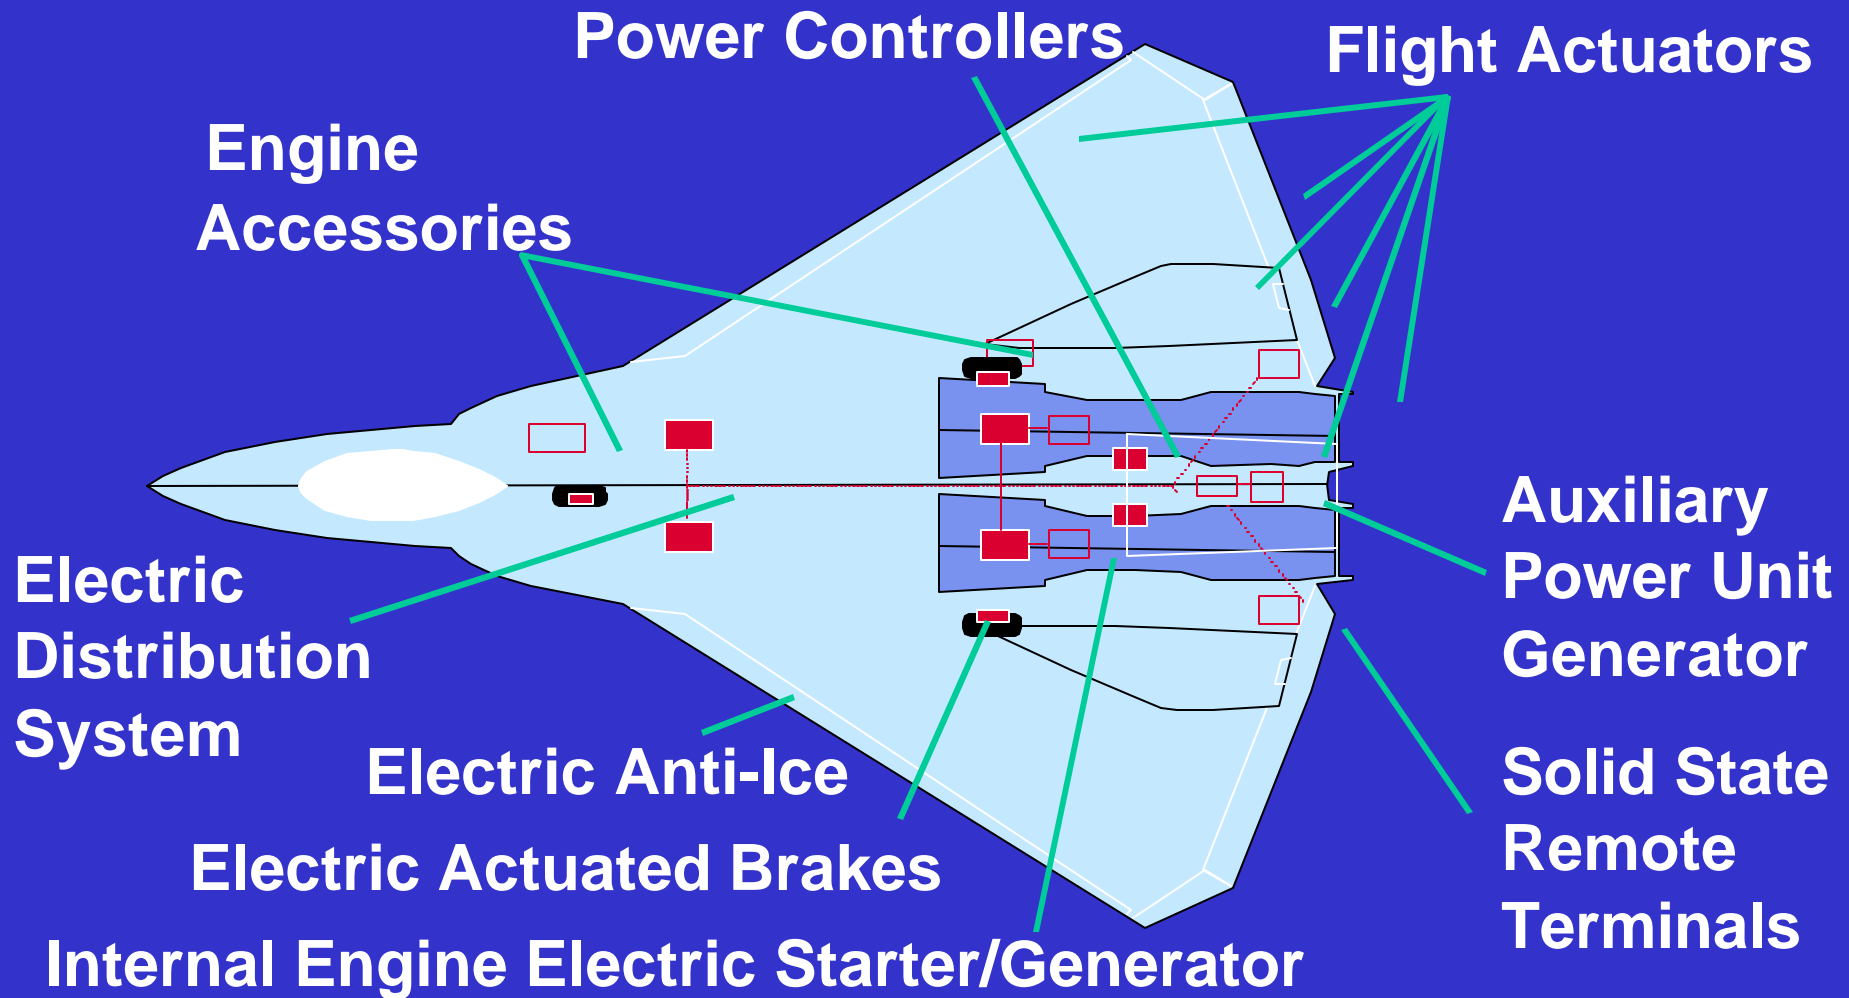 Power Controllers
Flight Actuators
Engine
Accessories
Auxiliary
Power Unit
Generator
Electric
Distribution
System
Electric Anti-Ice
Solid State
Remote
Terminals
Electric Actuated Brakes
Internal Engine Electric Starter/Generator